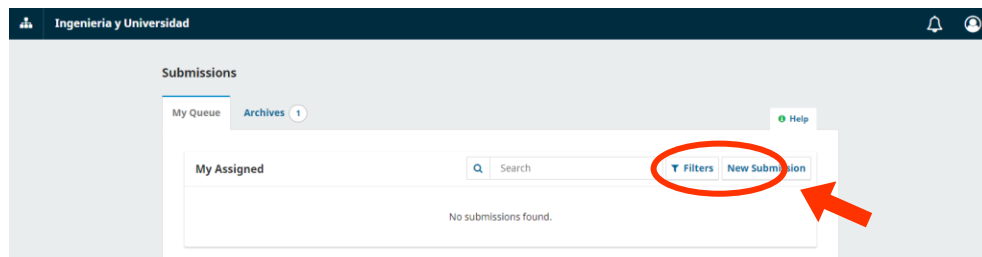 Ingenieria y Universidad
Submissions
My Queue Archives 1
Help
My Assigned Search Filters New Submission
No submissions found.